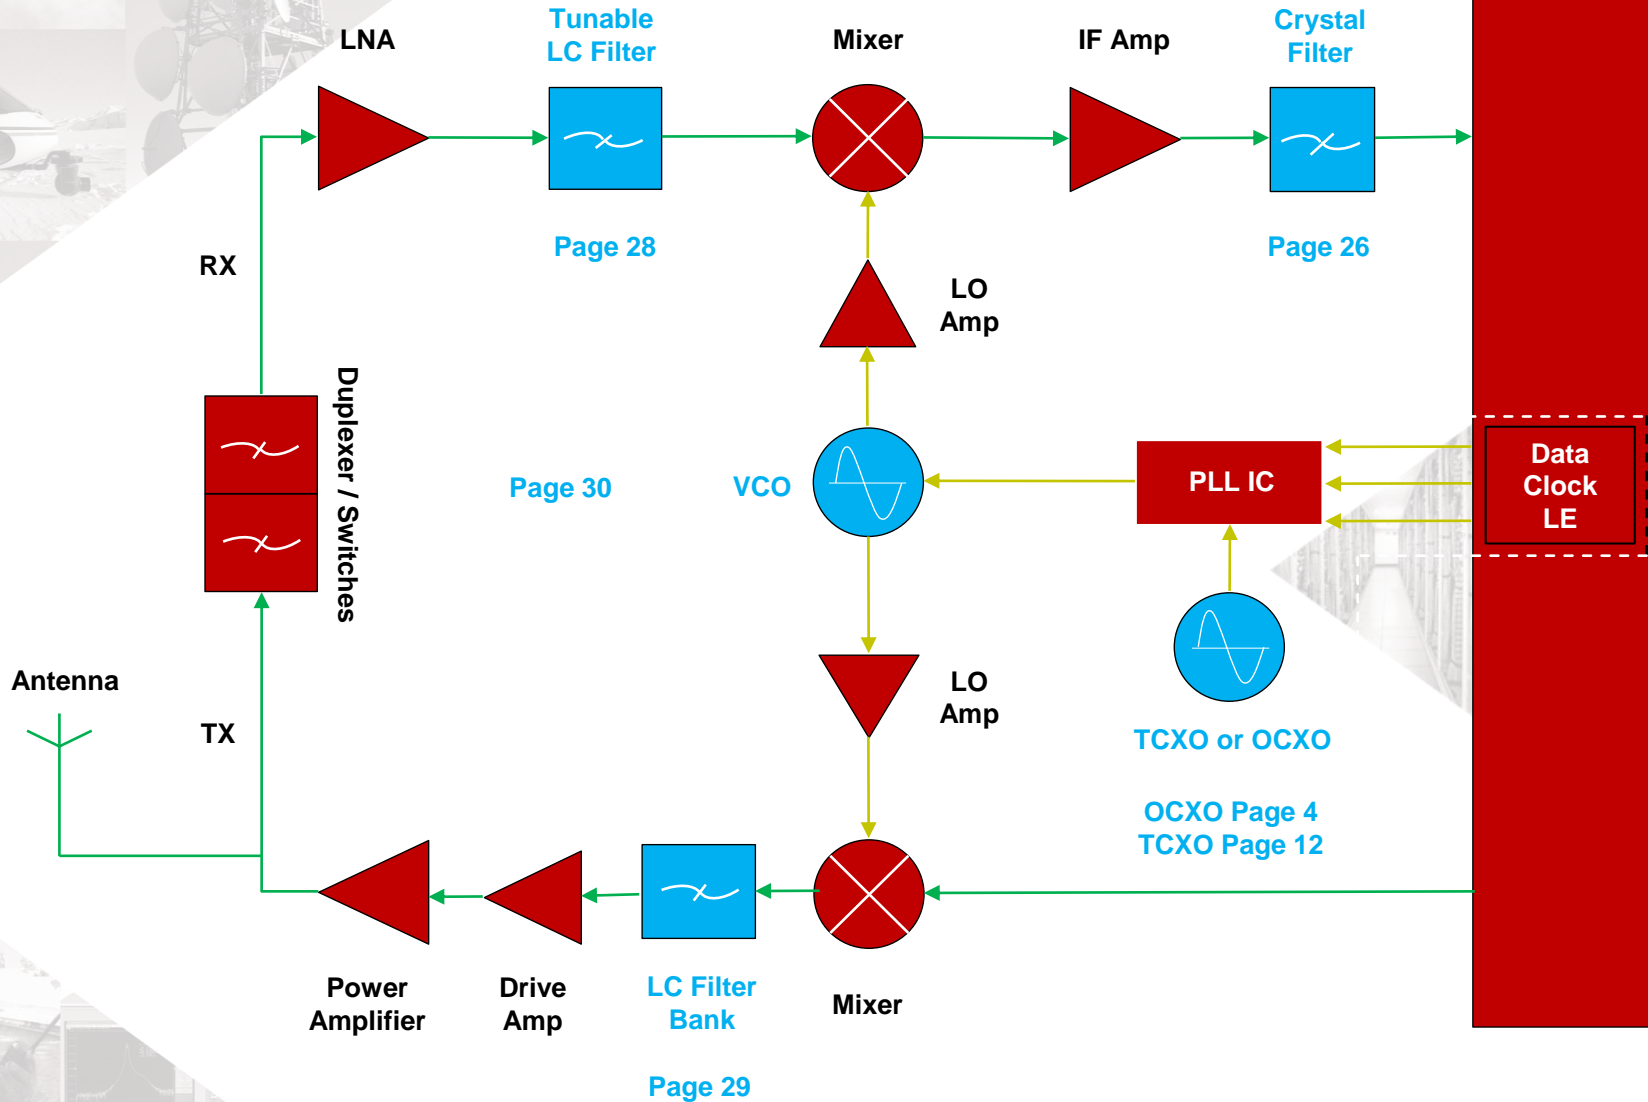 Tunable
LC Filter
LNA
Mixer
IF Amp
Crystal
Filter
Page 28
Page 26
RX
LO
Amp
Duplexer / Switches
Page 30
VCO
PLL IC
Data
Clock
LE
Antenna
TX
LO
Amp
TCXO or OCXO
OCXO Page 4
TCXO Page 12
Power
Amplifier
Drive
Amp
LC Filter
Bank
Mixer
Page 29